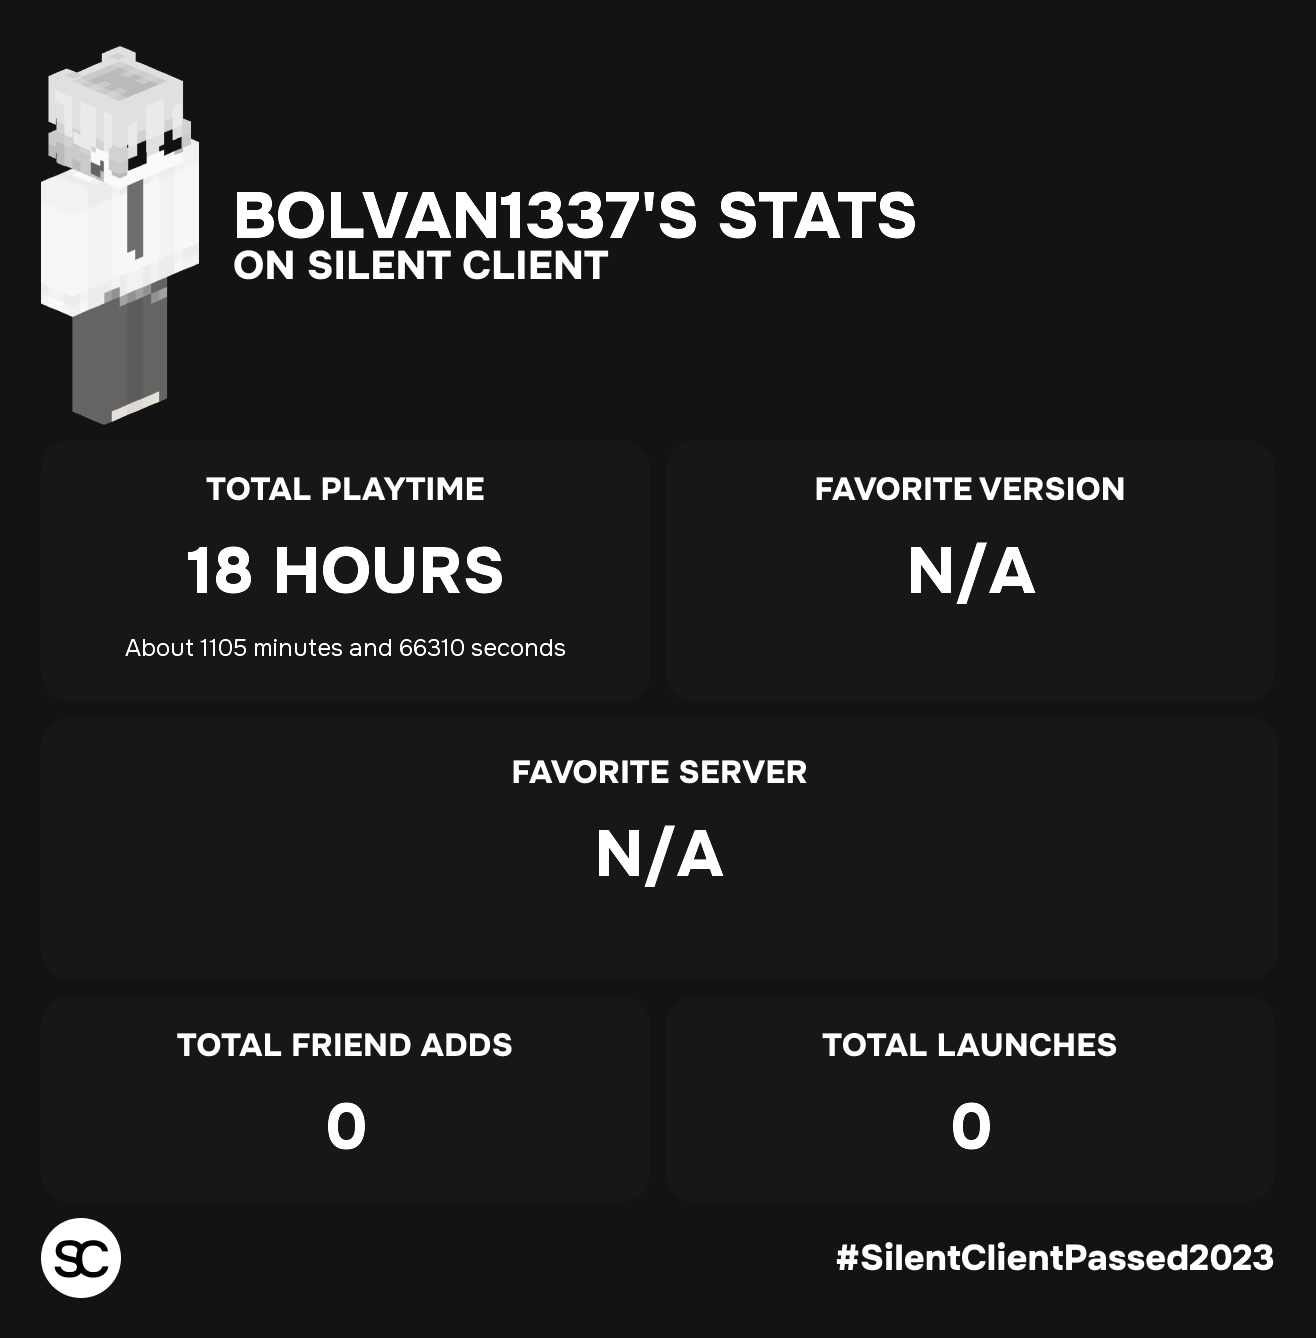 BOLVAN1337'S STATS
ON SILENT CLIENT
TOTAL PLAYTIME
18 HOURS
About 1105 minutes and 66310 seconds
FAVORITE VERSION
N/A
FAVORITE SERVER
N/A
TOTAL FRIEND ADDS
0
TOTAL LAUNCHES
0
SC
#SilentClientPassed2023